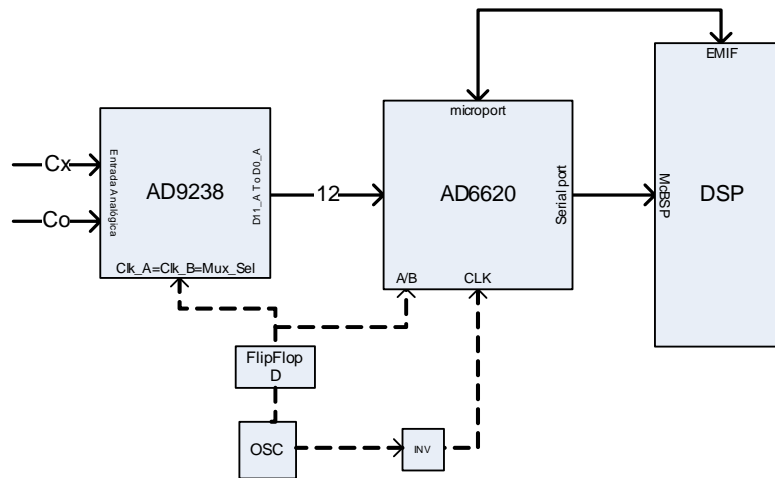 EMIF
microport
Cx
Co
Entrada Analógica
AD9238
D11_A To D0_A
12
AD6620
Serial port
McBSP
DSP
Clk_A=Clk_B=Mux_Sel
A/B
CLK
FlipFlop
D
OSC
INV